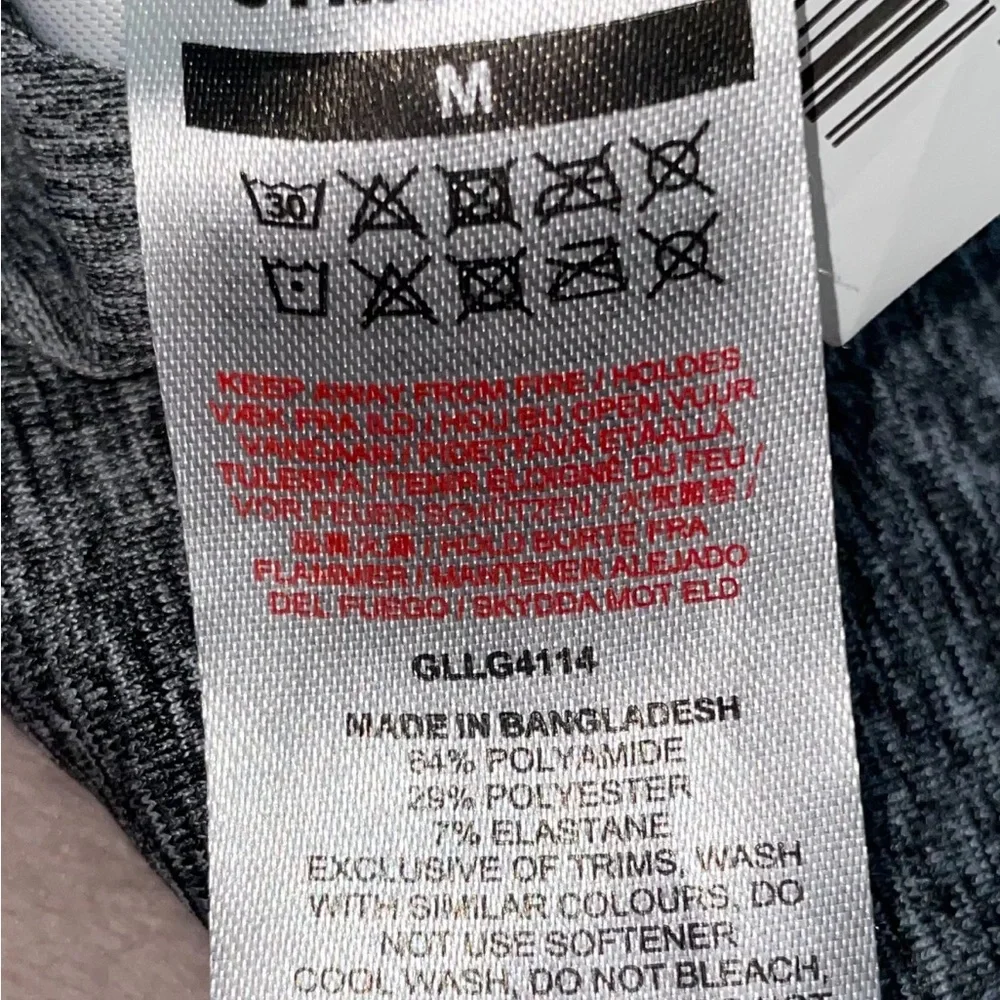 M
30
KEEP AWAY FROM FIRE / HOLDES
VÆK FRA ILD / HOU BIJ OPEN VUUR
VANDAAN / PIDETTÄVÄ ETÄÄLLÄ
TULESTA / TENIR ÉLOIGNÉ DU FEU /
VOR FEUER SCHÜTZEN /
/ HOLD BORTE FRA
FLAMMER / MANTENER ALEJADO
DEL FUEGO / SKYDDA MOT ELD
GLLG4114
MADE IN BANGLADESH
64% POLYAMIDE
29% POLYESTER
7% ELASTANE
EXCLUSIVE OF TRIMS, WASH
WITH SIMILAR COLOURS, DO
NOT USE SOFTENER
COOL WASH, DO NOT BLEACH,